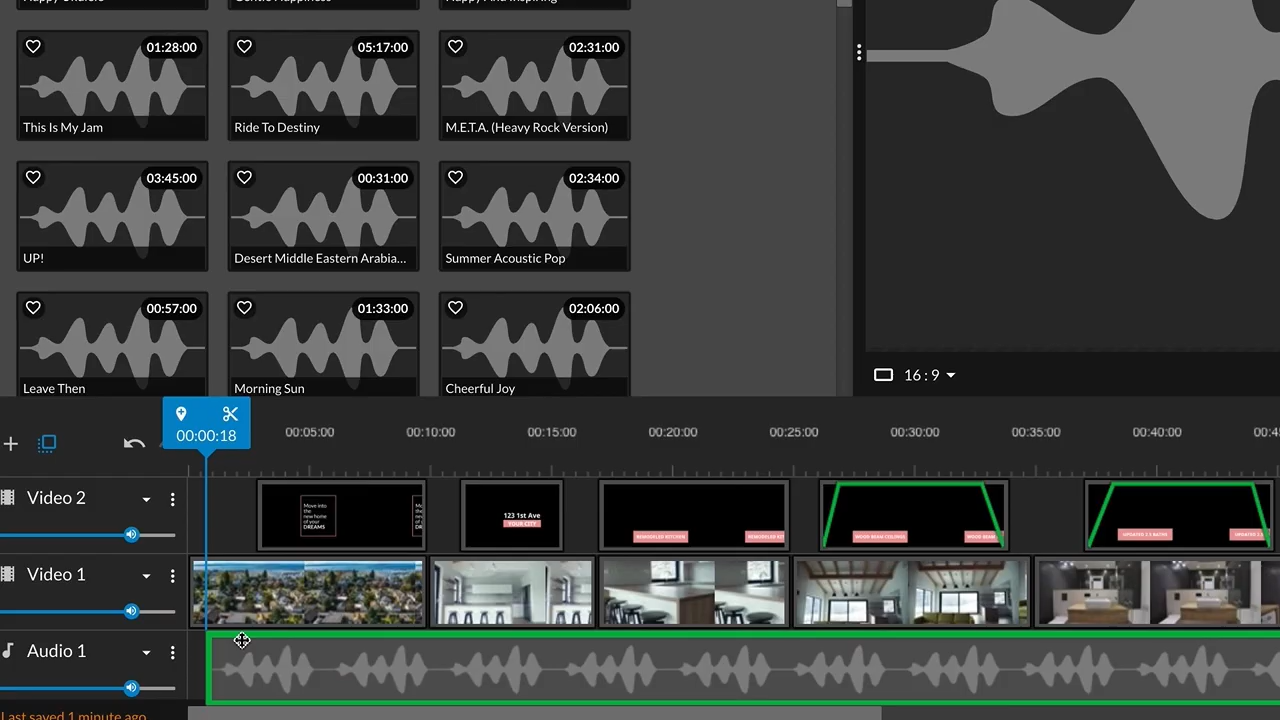 Happy Ukulele
Gentle Happiness
Happy And Inspiring
01:28:00
05:17:00
02:31:00
This Is My Jam
Ride To Destiny
M.E.T.A. (Heavy Rock Version)
03:45:00
00:31:00
02:34:00
UP!
Desert Middle Eastern Arabia...
Summer Acoustic Pop
00:57:00
01:33:00
02:06:00
Leave Then
Morning Sun
Cheerful Joy
16 : 9
00:00:18
00:05:00
00:10:00
00:15:00
00:20:00
00:25:00
00:30:00
00:35:00
00:40:00
00:4
Video 2
Move into
the
new home
of your
DREAMS
123 1st Ave
YOUR CITY
REMODELED KITCHEN
REMODELED KIT
WOOD BEAM CEILINGS
WOOD BEAM
UPDATED 2.5 BATHS
UPDATED 2.5
Video 1
Audio 1
Last saved 1 minute ago